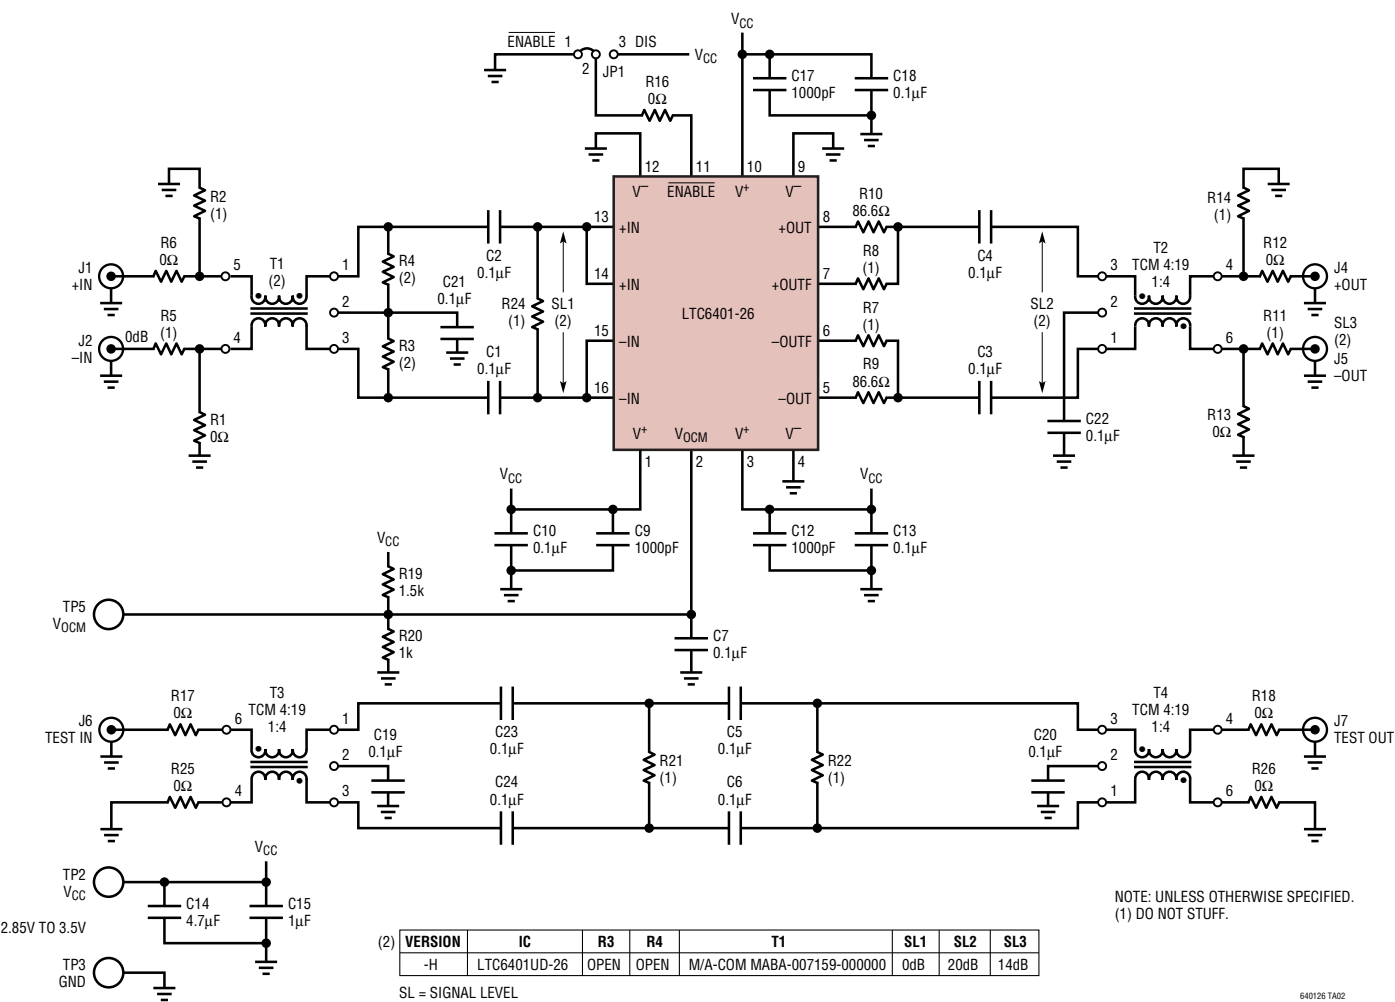 VCC
ENABLE 1
3 DIS
VCC
2
JP1
R16
0Ω
C17
1000pF
C18
0.1µF
12
11
10
9
V–
ENABLE
V+
V–
R2
(1)
R6
0Ω
J1
+IN
5
T1
(2)
1
R4
(2)
C2
0.1µF
C21
0.1µF
2
R24
(1)
SL1
(2)
13
+IN
14
+IN
15
–IN
16
–IN
LTC6401-26
+OUT
8
+OUTF
7
–OUTF
6
–OUT
5
R10
86.6Ω
R8
(1)
R7
(1)
R9
86.6Ω
C4
0.1µF
SL2
(2)
C3
0.1µF
3
T2
TCM 4:19
1:4
4
2
1
6
R14
(1)
R12
0Ω
J4
+OUT
R11
(1)
SL3
(2)
J5
–OUT
R13
0Ω
C22
0.1µF
J2
–IN
0dB
R5
(1)
4
3
R3
(2)
C1
0.1µF
R1
0Ω
V+
VOCM
V+
V–
1
2
3
4
VCC
C10
0.1µF
C9
1000pF
VCC
C12
1000pF
C13
0.1µF
VCC
R19
1.5k
TP5
VOCM
R20
1k
C7
0.1µF
J6
TEST IN
R17
0Ω
6
T3
TCM 4:19
1:4
1
2
C19
0.1µF
R25
0Ω
4
3
C23
0.1µF
C24
0.1µF
R21
(1)
C5
0.1µF
C6
0.1µF
R22
(1)
C20
0.1µF
3
T4
TCM 4:19
1:4
4
2
1
6
R18
0Ω
J7
TEST OUT
R26
0Ω
TP2
VCC
VCC
C14
4.7µF
C15
1µF
2.85V TO 3.5V
TP3
GND
NOTE: UNLESS OTHERWISE SPECIFIED.
(1) DO NOT STUFF.
(2) VERSION IC R3 R4 T1 SL1 SL2 SL3
-H LTC6401UD-26 OPEN OPEN M/A-COM MABA-007159-000000 0dB 20dB 14dB
SL = SIGNAL LEVEL
640126 TA02